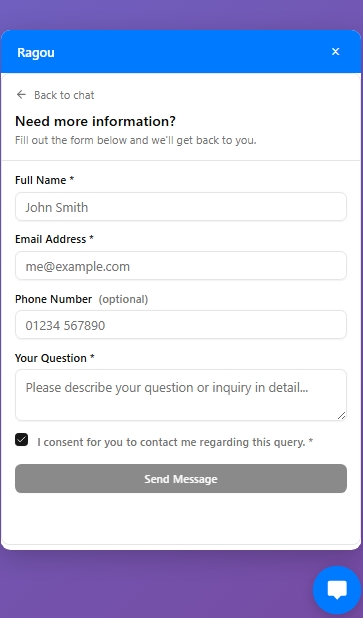 Ragou
Back to chat
Need more information?
Fill out the form below and we'll get back to you.
Full Name *
John Smith
Email Address *
me@example.com
Phone Number (optional)
01234 567890
Your Question *
Please describe your question or inquiry in detail...
I consent for you to contact me regarding this query. *
Send Message